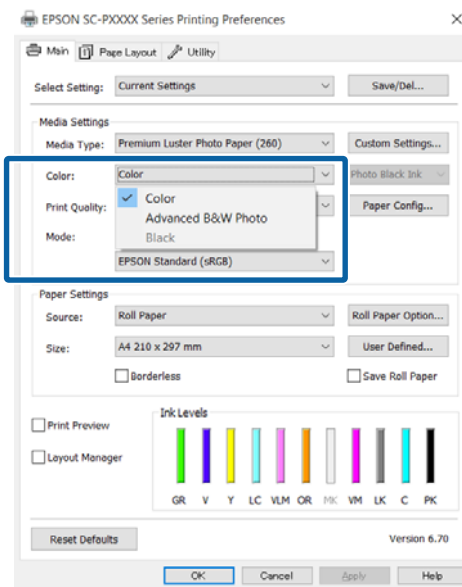 EPSON SC-PXXXX Series Printing Preferences
Main Page Layout Utility
Select Setting: Current Settings Save/Del...
Media Settings
Media Type: Premium Luster Photo Paper (260) Custom Settings...
Color: Color Photo Black Ink
Color
Print Quality: Paper Config...
Advanced B&W Photo
Mode: Black
EPSON Standard (sRGB)
Paper Settings
Source: Roll Paper Roll Paper Option...
Size: A4 210 x 297 mm User Defined...
Borderless Save Roll Paper
Ink Levels
Print Preview
Layout Manager
GR V Y LC VLM OR MK VM LK C PK
Reset Defaults Version 6.70
OK Cancel Apply Help